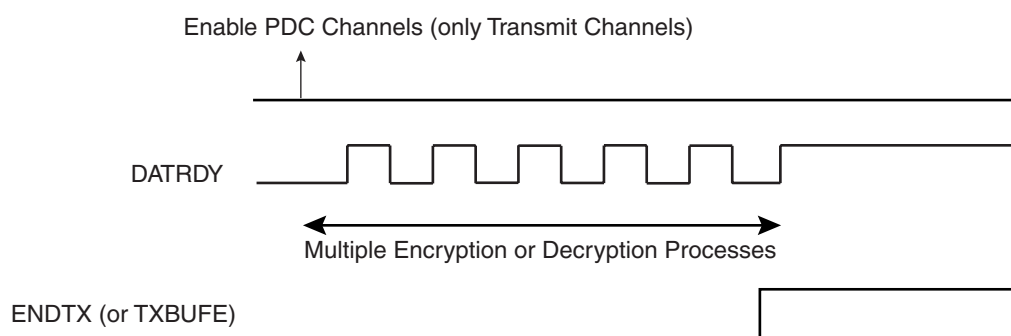 Enable PDC Channels (only Transmit Channels)
DATRDY
Multiple Encryption or Decryption Processes
ENDTX (or TXBUFE)